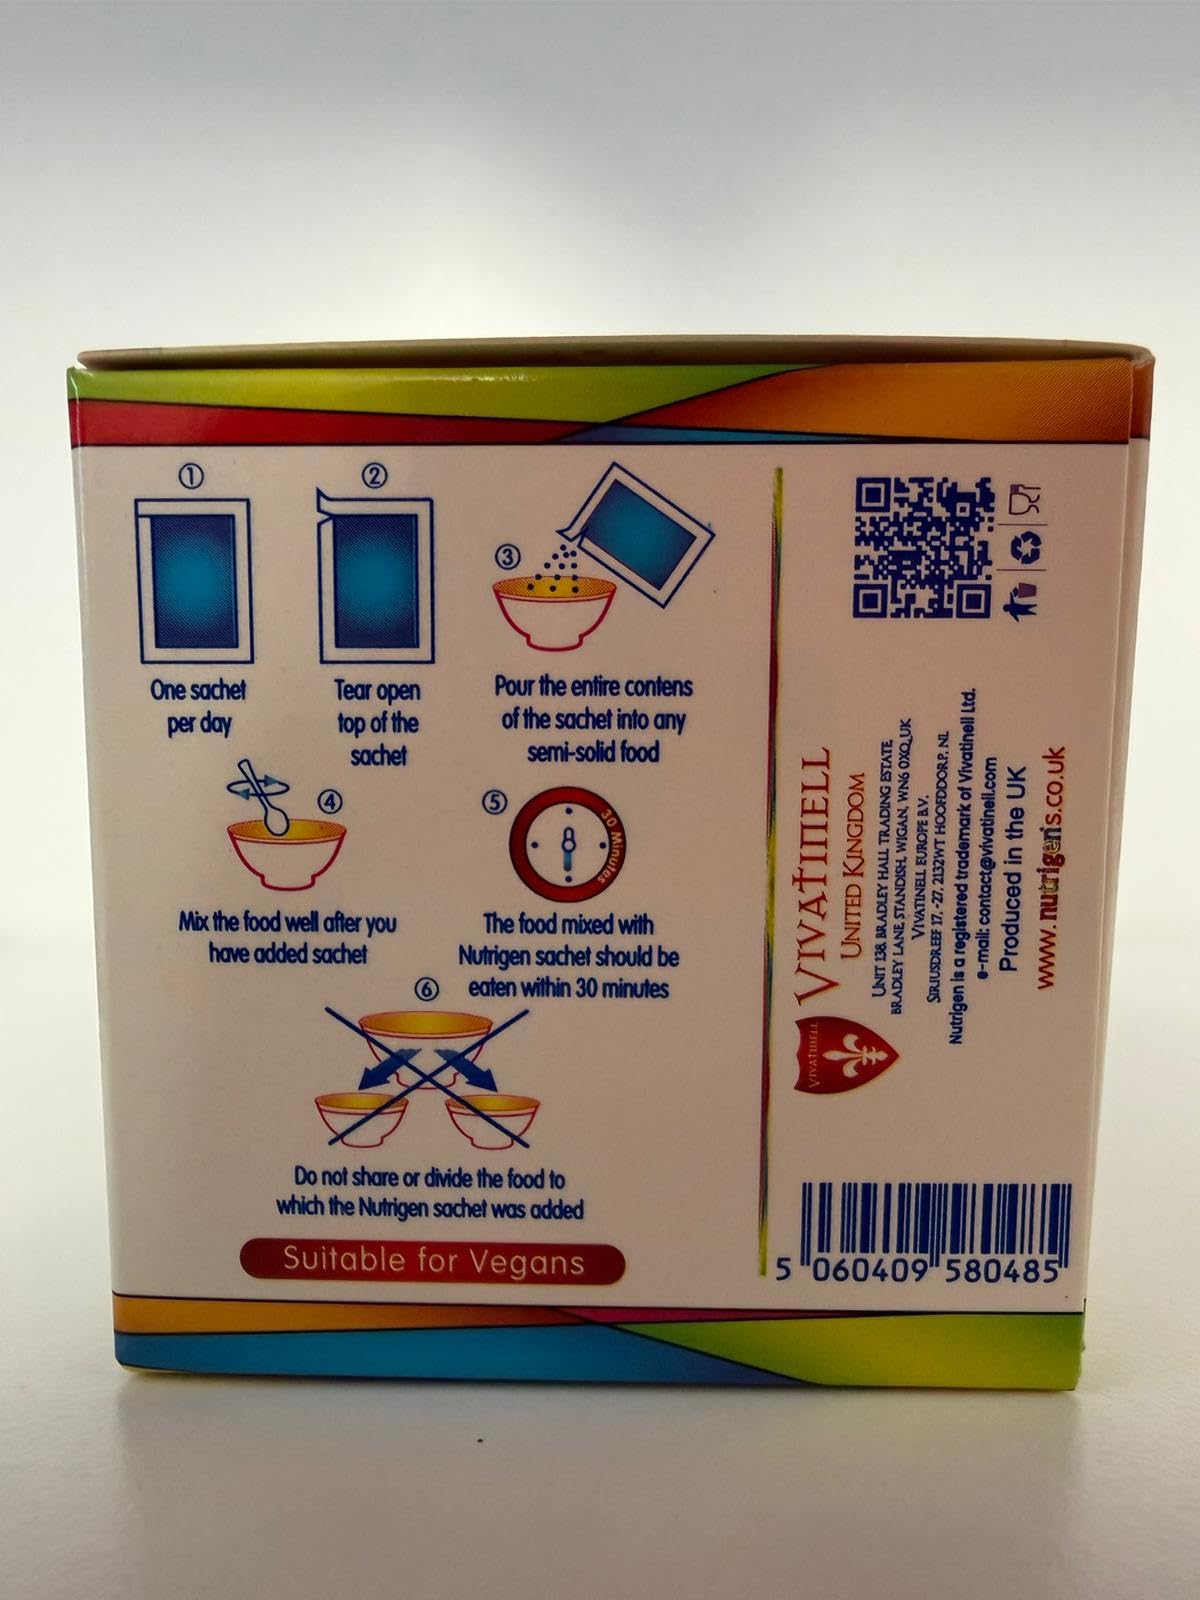 ①
One sachet
per day
②
Tear open
top of the
sachet
③
Pour the entire contens
of the sachet into any
semi-solid food
④
Mix the food well after you
have added sachet
⑤
30 Minutes
The food mixed with
Nutrigen sachet should be
eaten within 30 minutes
⑥
Do not share or divide the food to
which the Nutrigen sachet was added
Suitable for Vegans
VIVATINELL
VIVATINELL
UNITED KINGDOM
UNIT 138 BRADLEY HALL TRADING ESTATE,
BRADLEY LANE STANDISH, WIGAN, WN6 0XQ, UK
VIVATINELL EUROPE B.V.
SIRIUSDREEF 17, -27, 2132WT HOOFDDORP, NL
Nutrigen is a registered trademark of Vivatinell Ltd.
e-mail: contact@vivatinell.com
Produced in the UK
www.nutrigens.co.uk
5 060409 580485